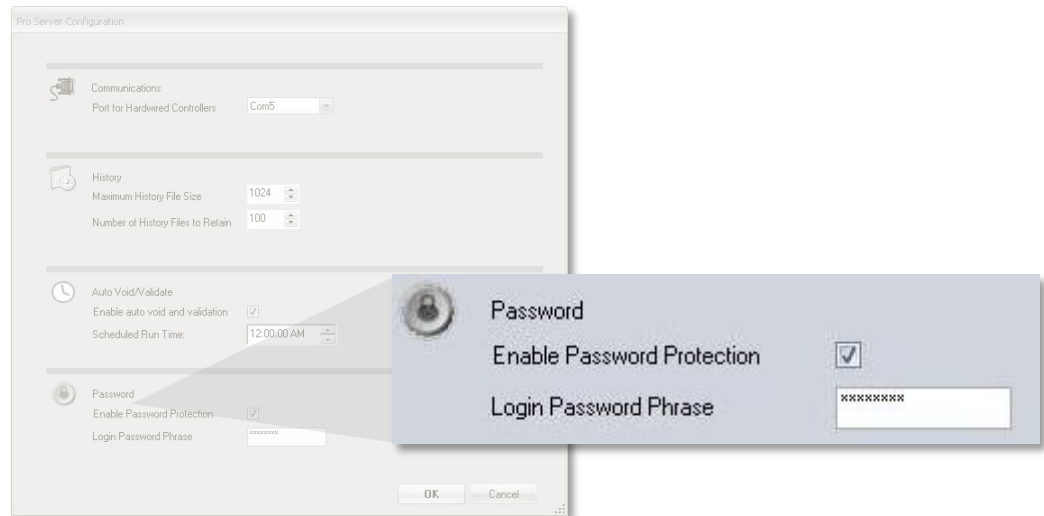 Pro Server Configuration
Communications
Port for Hardwired Controllers Com5
History
Maximum History File Size 1024
Number of History Files to Retain 100
Auto Void/Validate
Enable auto void and validation
Scheduled Run Time: 12:00:00 AM
Password
Enable Password Protection
Login Password Phrase xxxxxxxx
OK Cancel
Password
Enable Password Protection
Login Password Phrase xxxxxxxx